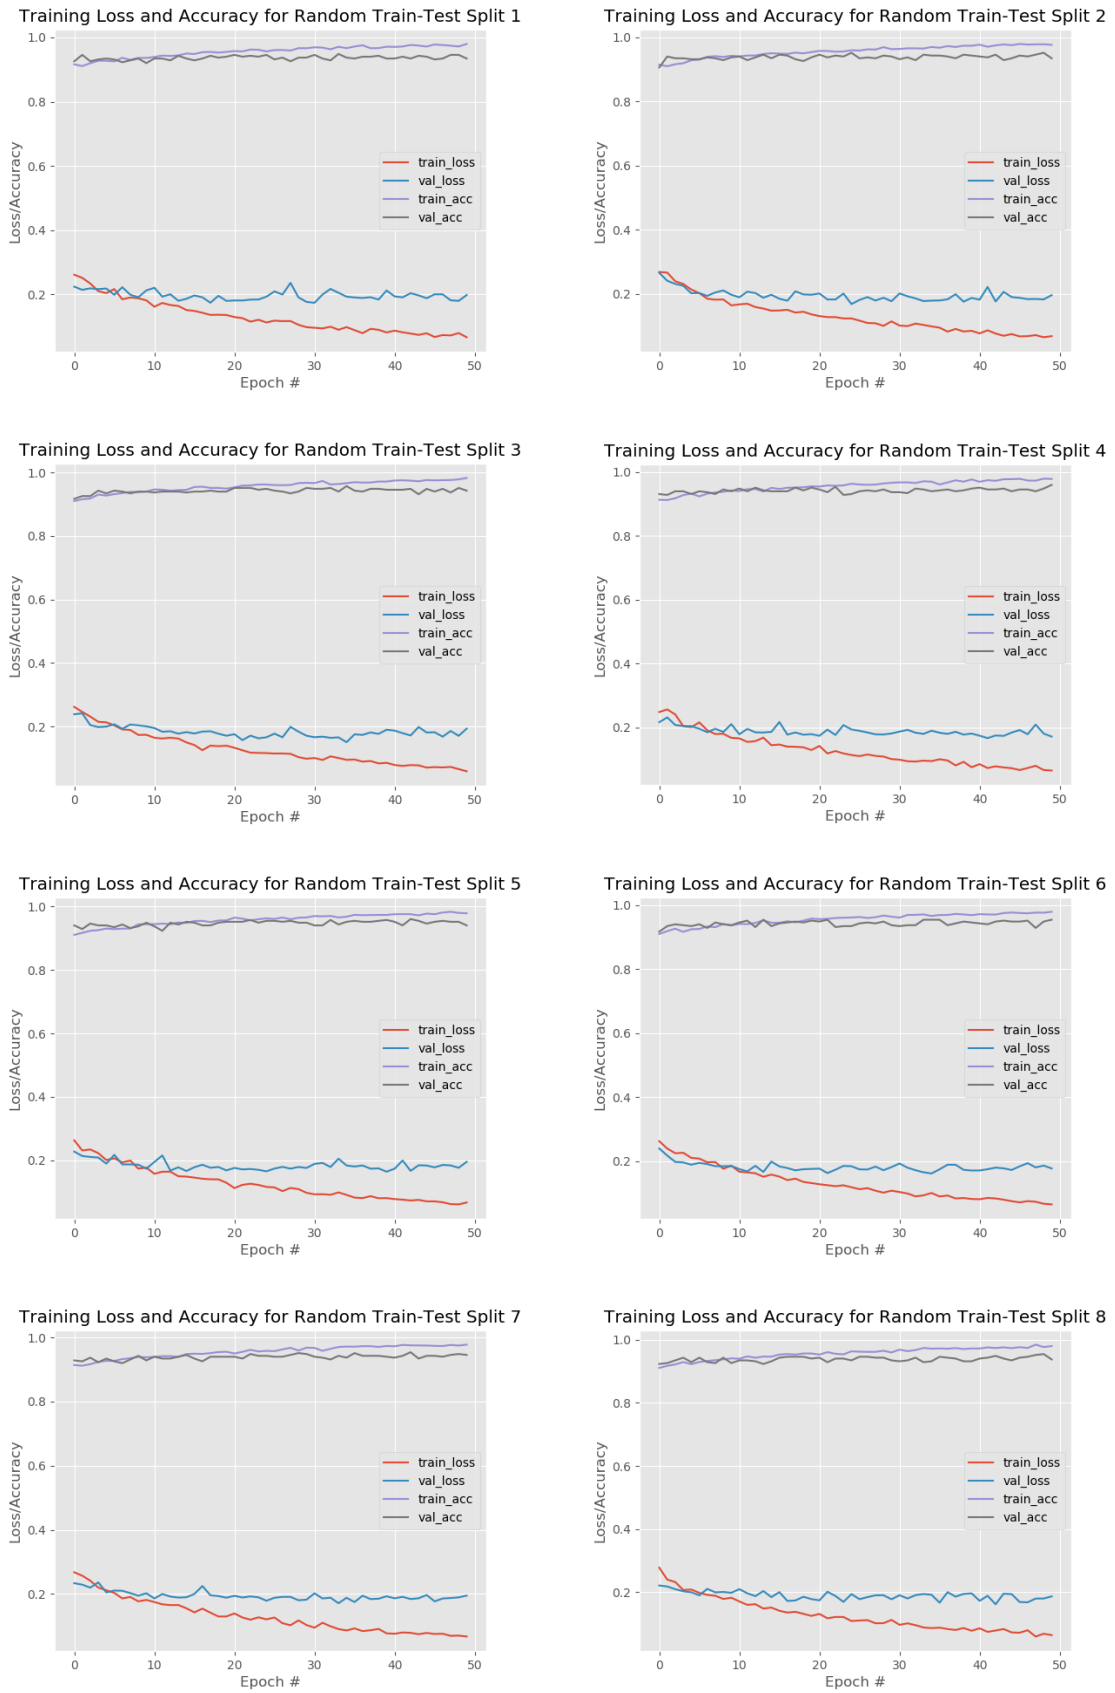 Training Loss and Accuracy for Random Train-Test Split 1
1.0
0.8
0.6
0.4
0.2
Loss/Accuracy
train_loss
val_loss
train_acc
val_acc
0 10 20 30 40 50
Epoch #
Training Loss and Accuracy for Random Train-Test Split 2
1.0
0.8
0.6
0.4
0.2
Loss/Accuracy
train_loss
val_loss
train_acc
val_acc
0 10 20 30 40 50
Epoch #
Training Loss and Accuracy for Random Train-Test Split 3
1.0
0.8
0.6
0.4
0.2
Loss/Accuracy
train_loss
val_loss
train_acc
val_acc
0 10 20 30 40 50
Epoch #
Training Loss and Accuracy for Random Train-Test Split 4
1.0
0.8
0.6
0.4
0.2
Loss/Accuracy
train_loss
val_loss
train_acc
val_acc
0 10 20 30 40 50
Epoch #
Training Loss and Accuracy for Random Train-Test Split 5
1.0
0.8
0.6
0.4
0.2
Loss/Accuracy
train_loss
val_loss
train_acc
val_acc
0 10 20 30 40 50
Epoch #
Training Loss and Accuracy for Random Train-Test Split 6
1.0
0.8
0.6
0.4
0.2
Loss/Accuracy
train_loss
val_loss
train_acc
val_acc
0 10 20 30 40 50
Epoch #
Training Loss and Accuracy for Random Train-Test Split 7
1.0
0.8
0.6
0.4
0.2
Loss/Accuracy
train_loss
val_loss
train_acc
val_acc
0 10 20 30 40 50
Epoch #
Training Loss and Accuracy for Random Train-Test Split 8
1.0
0.8
0.6
0.4
0.2
Loss/Accuracy
train_loss
val_loss
train_acc
val_acc
0 10 20 30 40 50
Epoch #